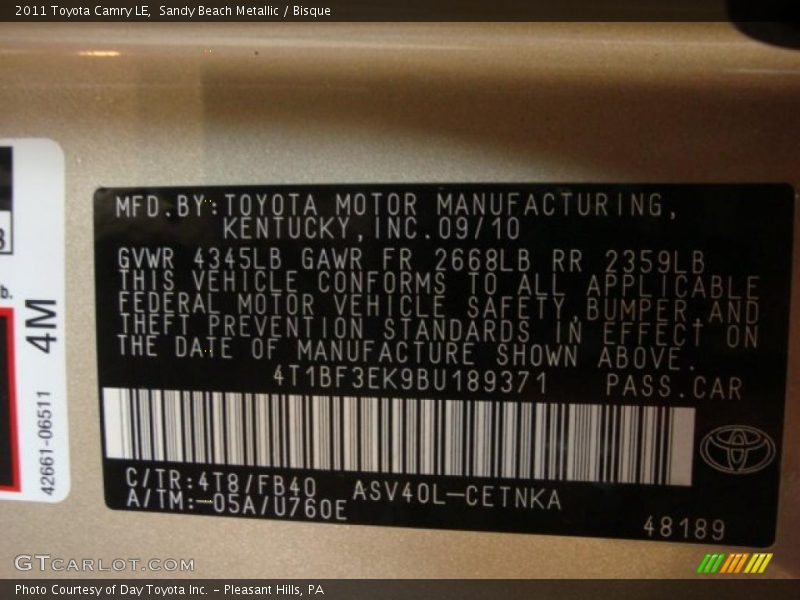 2011 Toyota Camry LE,  Sandy Beach Metallic / Bisque
MFD.BY:TOYOTA MOTOR MANUFACTURING,
KENTUCKY,INC.09/10
GVWR 4345LB GAWR FR 2668LB RR 2359LB
THIS VEHICLE CONFORMS TO ALL APPLICABLE
FEDERAL MOTOR VEHICLE SAFETY,BUMPER,AND
THEFT PREVENTION STANDARDS IN EFFECT ON
THE DATE OF MANUFACTURE SHOWN ABOVE.
4T1BF3EK9BU189371 PASS.CAR
C/TR:4T8/FB40 ASV40L-CETNKA
A/TM:-05A/U760E
48189
4M
42661-06511
GTCARLOT.COM
Photo Courtesy of Day Toyota Inc. - Pleasant Hills, PA